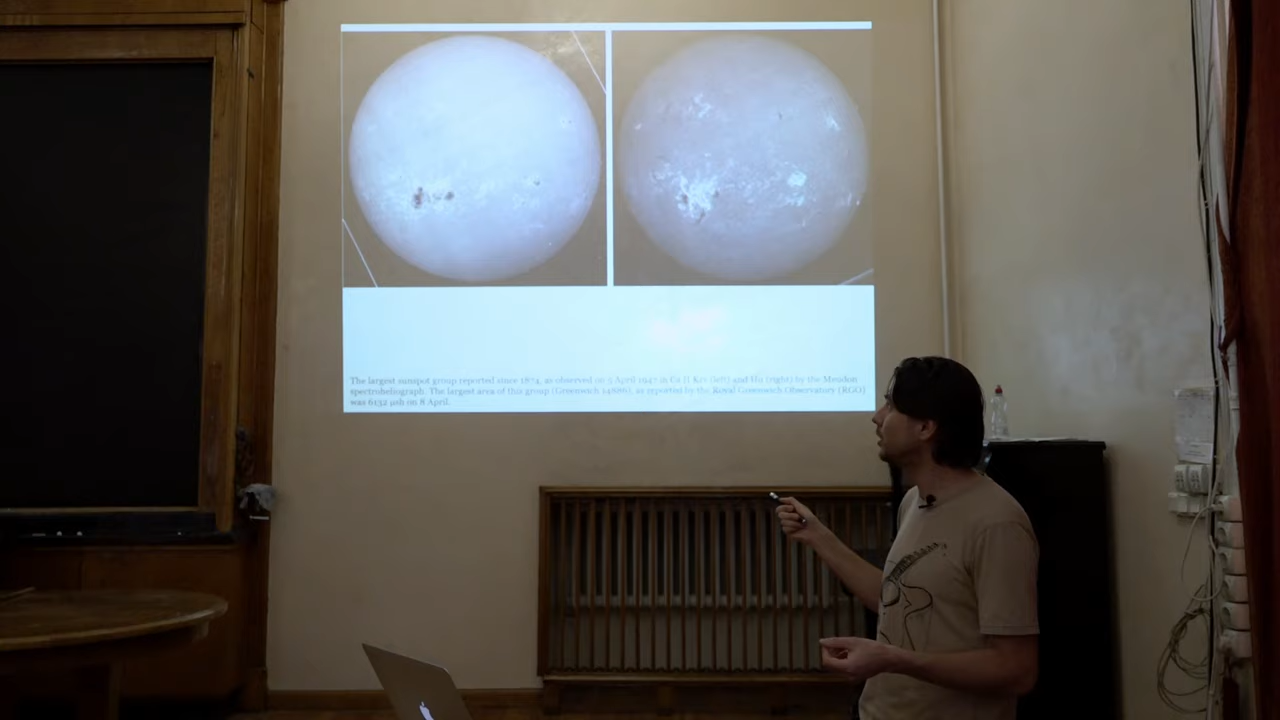 The largest sunspot group reported since 1874, as observed on 5 April 1947 in Ca II K1v (left) and Hα (right) by the Meudon
spectroheliograph. The largest area of this group (Greenwich 14886), as reported by the Royal Greenwich Observatory (RGO)
was 6132 μsh on 8 April.